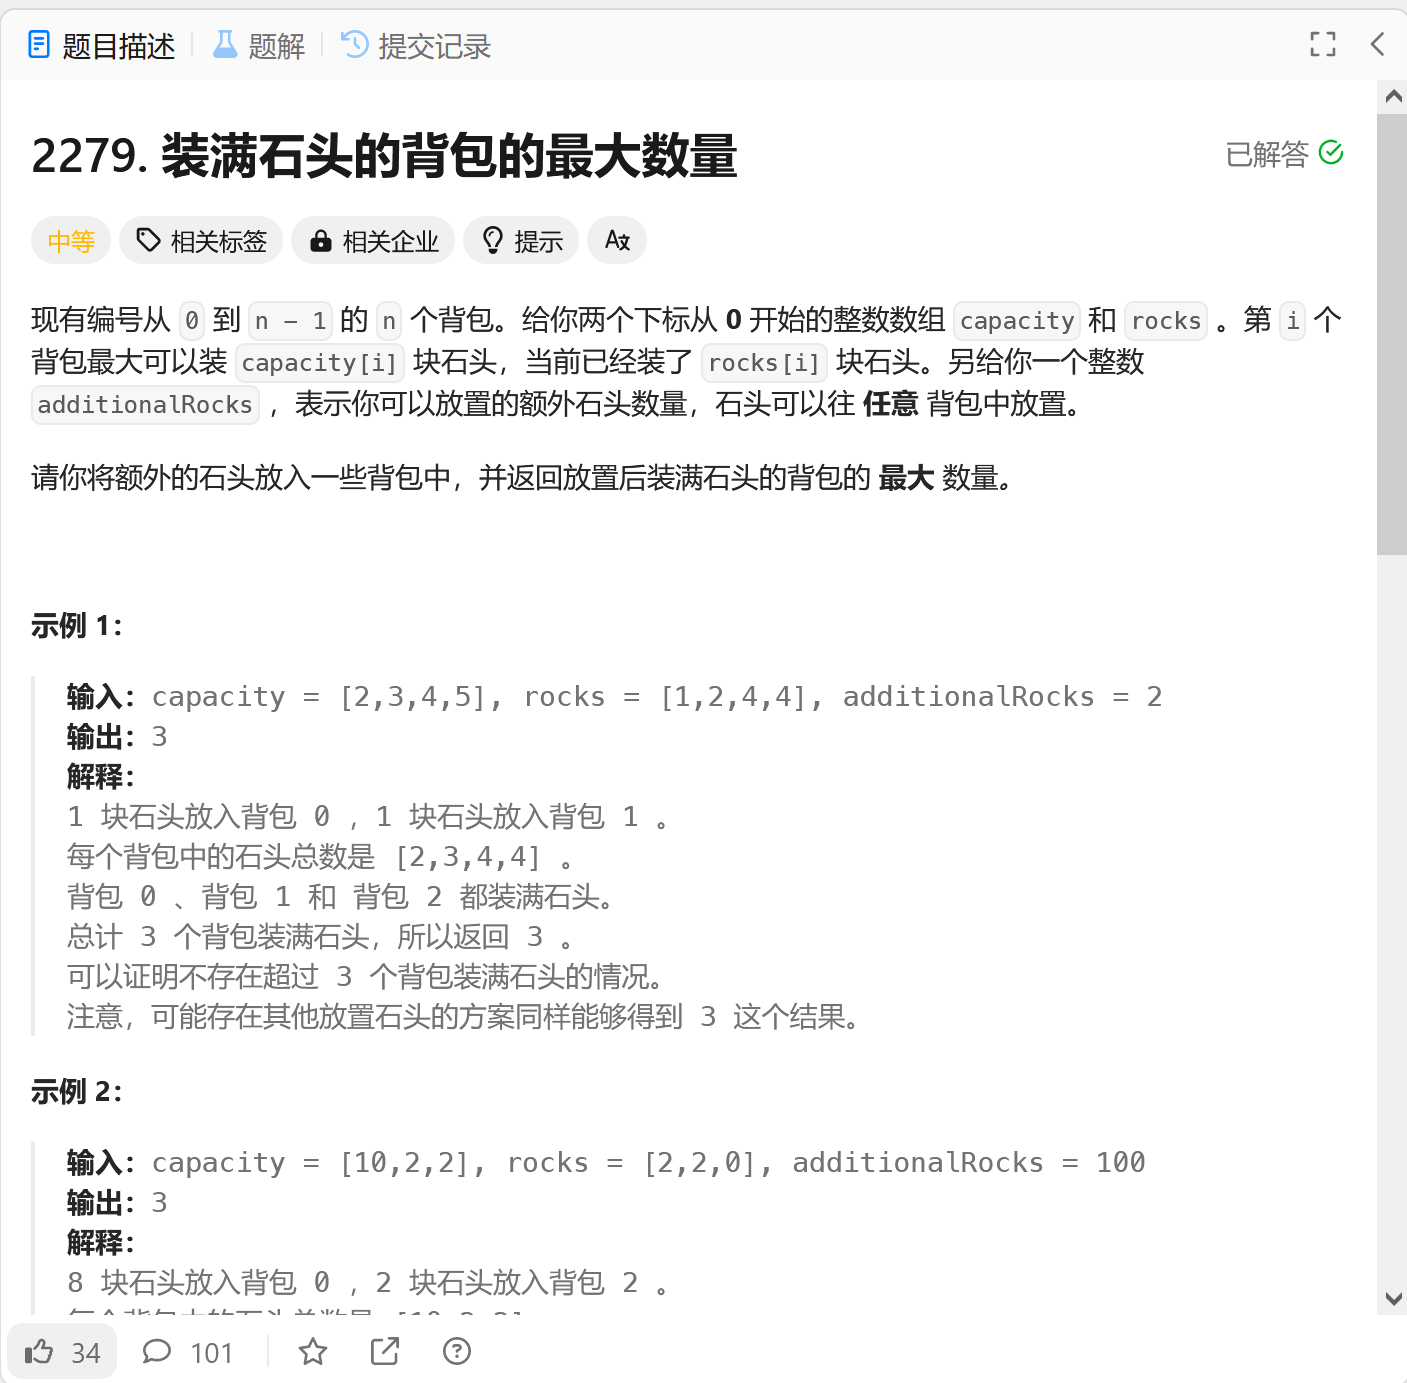 题目描述 题解 提交记录
2279. 装满石头的背包的最大数量 已解答
中等 相关标签 相关企业 提示
现有编号从 0 到 n - 1 的 n 个背包。给你两个下标从 0 开始的整数数组 capacity 和 rocks 。第 i 个
背包最大可以装 capacity[i] 块石头，当前已经装了 rocks[i] 块石头。另给你一个整数
additionalRocks ，表示你可以放置的额外石头数量，石头可以往 任意 背包中放置。
请你将额外的石头放入一些背包中，并返回放置后装满石头的背包的 最大 数量。
示例 1：
输入：capacity = [2,3,4,5], rocks = [1,2,4,4], additionalRocks = 2
输出：3
解释：
1 块石头放入背包 0 ，1 块石头放入背包 1 。
每个背包中的石头总数是 [2,3,4,4] 。
背包 0 、背包 1 和 背包 2 都装满石头。
总计 3 个背包装满石头，所以返回 3 。
可以证明不存在超过 3 个背包装满石头的情况。
注意，可能存在其他放置石头的方案同样能够得到 3 这个结果。
示例 2：
输入：capacity = [10,2,2], rocks = [2,2,0], additionalRocks = 100
输出：3
解释：
8 块石头放入背包 0 ，2 块石头放入背包 2 。
34 101